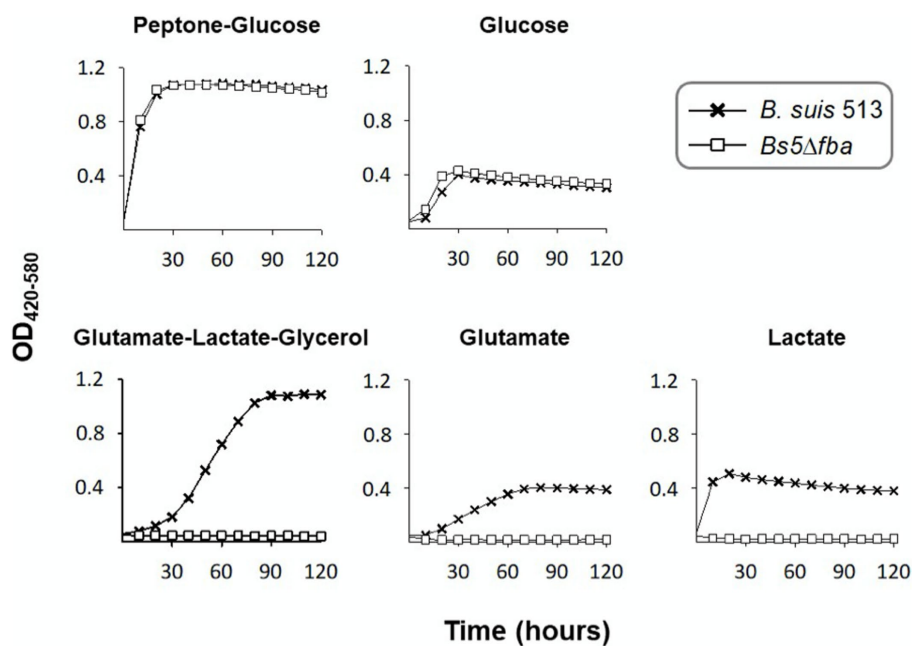 Peptone-Glucose
Glucose
1.2
0.8
0.4
30 60 90 120
1.2
0.8
0.4
30 60 90 120
B. suis 513
Bs5Δfba
OD420-580
Glutamate-Lactate-Glycerol
Glutamate
Lactate
1.2
0.8
0.4
30 60 90 120
1.2
0.8
0.4
30 60 90 120
1.2
0.8
0.4
30 60 90 120
Time (hours)